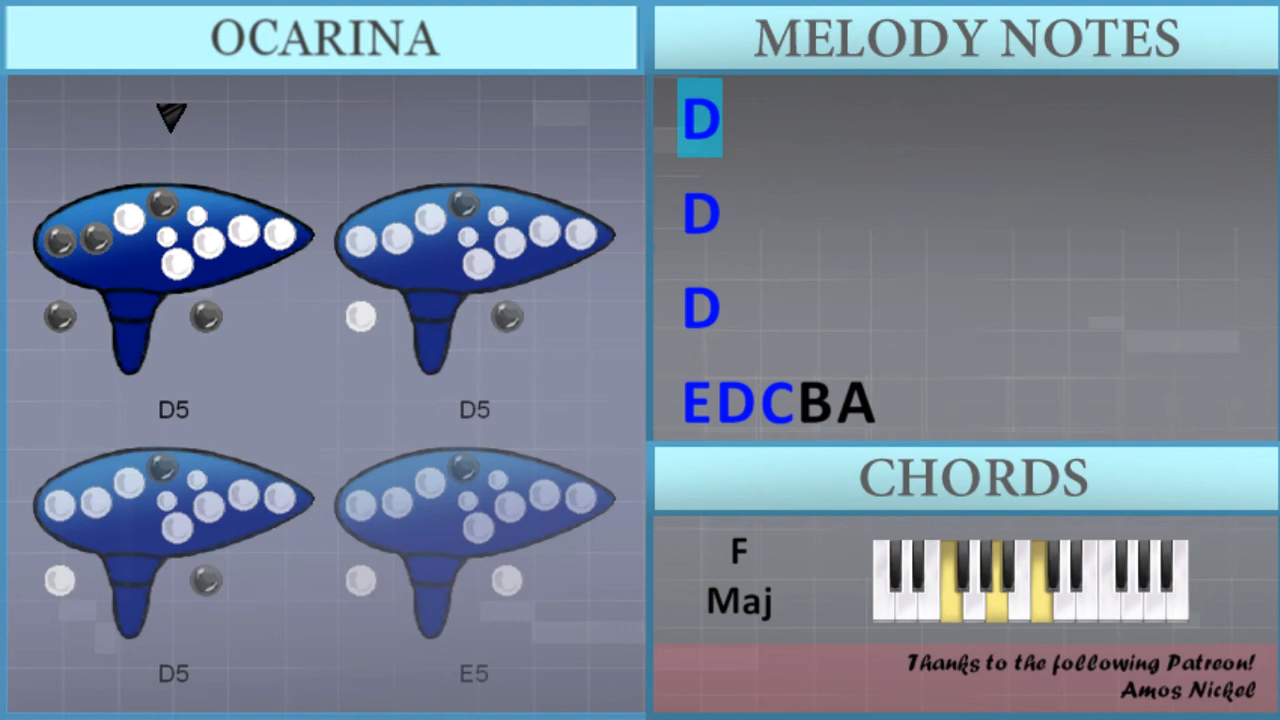 OCARINA
D5
D5
D5
E5
MELODY NOTES
D
D
D
EDCBA
CHORDS
F
Maj
Thanks to the following Patreon!
Amos Nickel